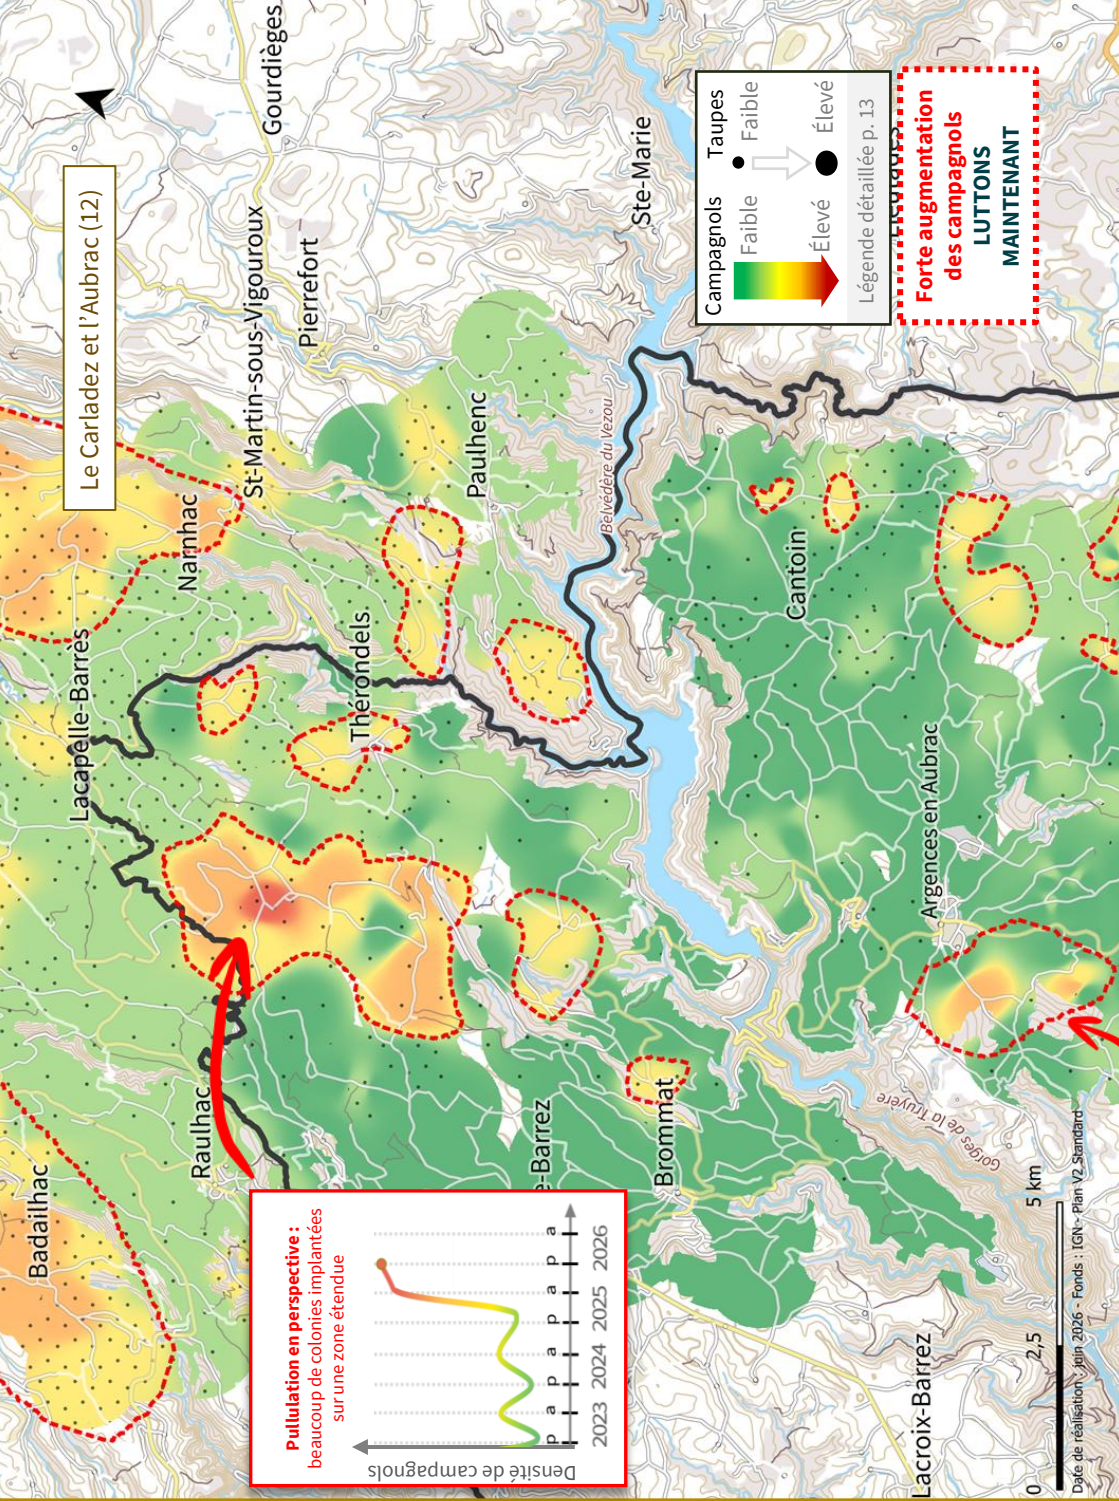 Le Carladez et l'Aubrac (12)
Gourdièges
St-Martin-sous-Vigouroux
Pierrefort
Ste-Marie
Narnhac
Paulhenc
Belvédère du Vezou
Lacapelle-Barrès
Thérondels
Cantoin
Argences en Aubrac
Badailhac
Raulhac
e-Barrez
Brommat
Gorges de la Truyère
Lacroix-Barrez
Campagnols
Taupes
Faible
Faible
Élevé
Élevé
Légende détaillée p. 13
Forte augmentation
des campagnols
LUTTONS
MAINTENANT
Pullulation en perspective :
beaucoup de colonies implantées
sur une zone étendue
Densité de campagnols
p a p a p a p a
2023 2024 2025 2026
0 2,5 5 km
Date de réalisation : juin 2026 - Fonds : IGN - Plan V2_Standard